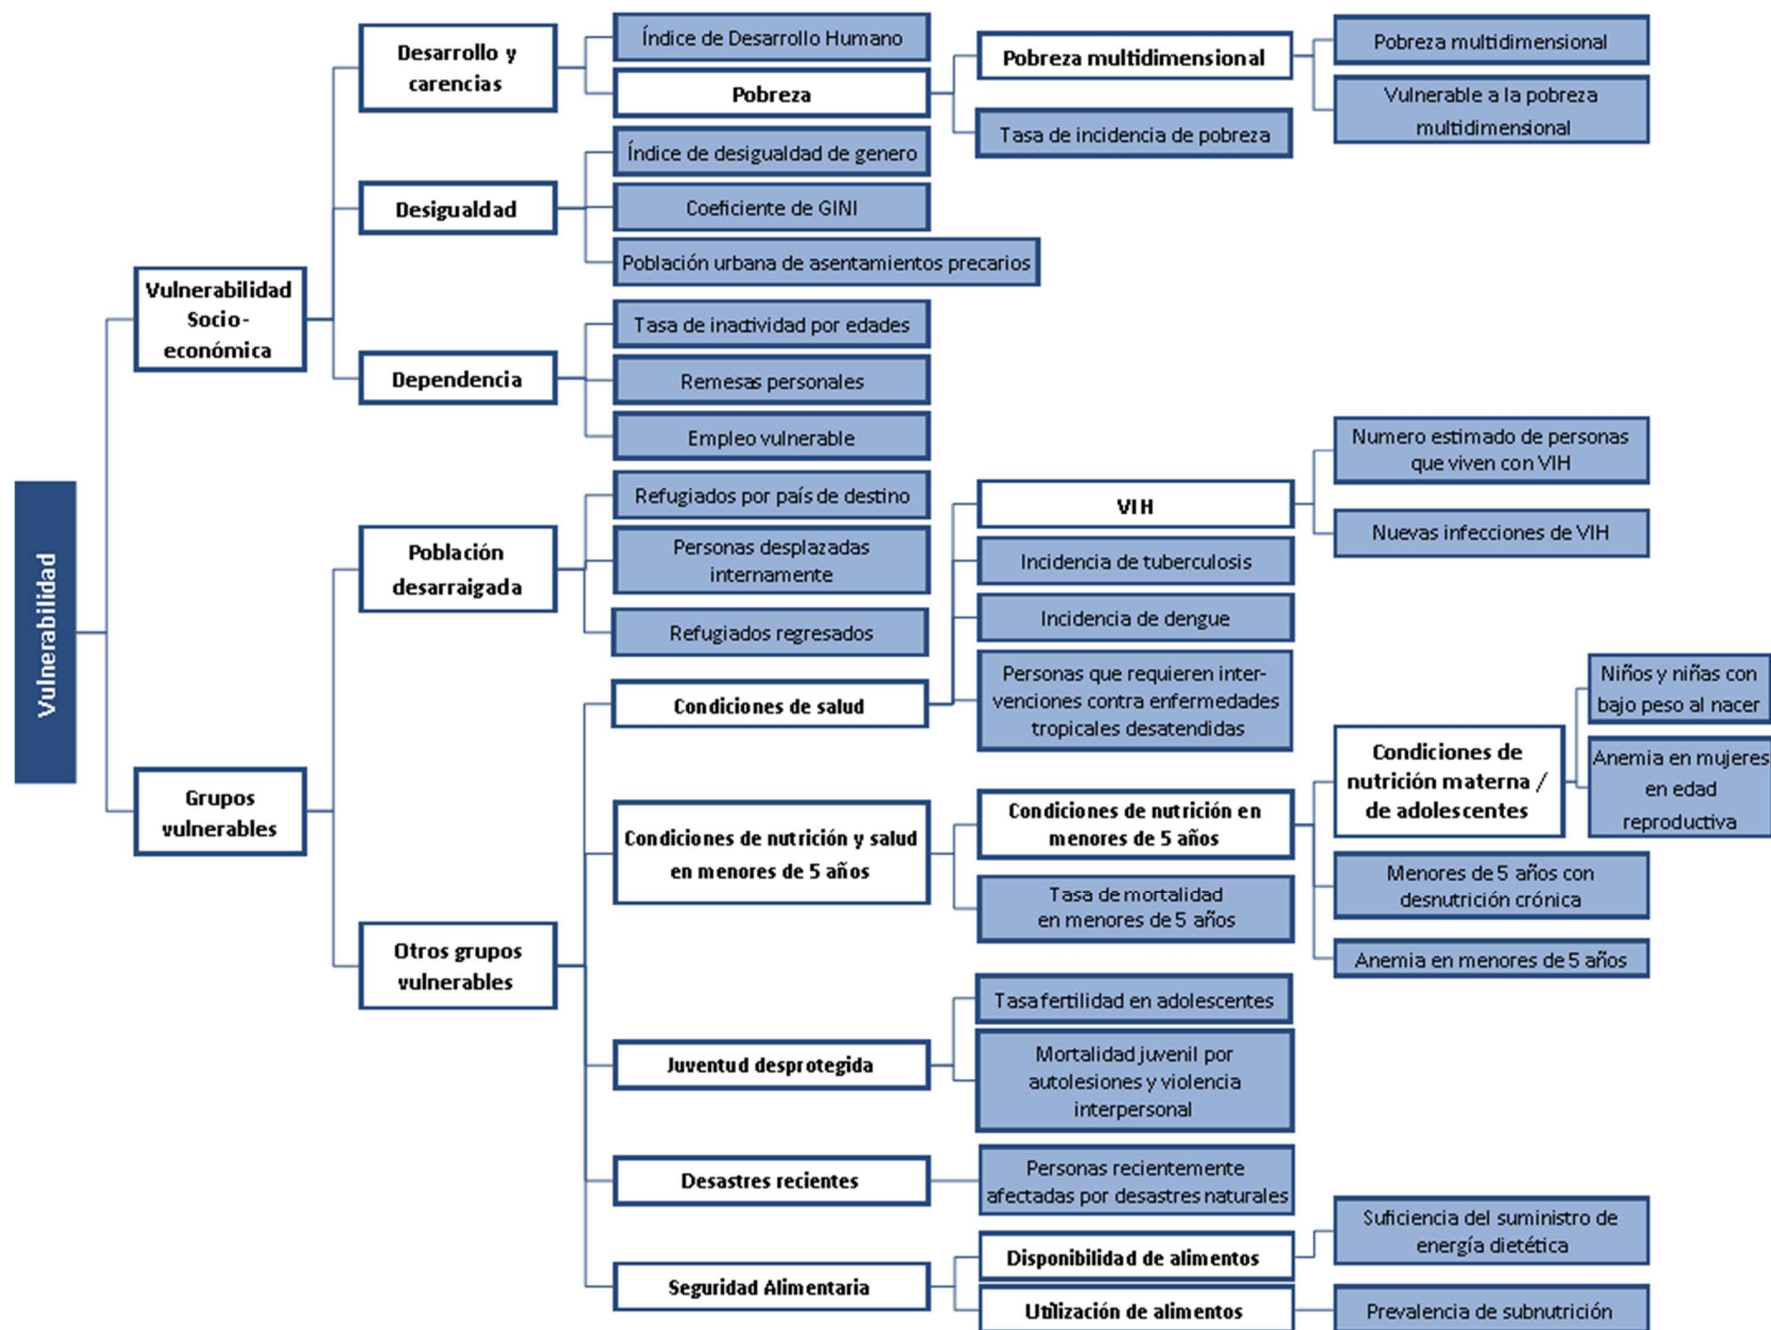 Vulnerabilidad
Vulnerabilidad
Socio-
económica
Desarrollo y
carencias
Índice de Desarrollo Humano
Pobreza
Pobreza multidimensional
Pobreza multidimensional
Vulnerable a la pobreza
multidimensional
Tasa de incidencia de pobreza
Desigualdad
Índice de desigualdad de genero
Coeficiente de GINI
Población urbana de asentamientos precarios
Dependencia
Tasa de inactividad por edades
Remesas personales
Empleo vulnerable
Grupos
vulnerables
Población
desarraigada
Refugiados por país de destino
Personas desplazadas
internamente
Refugiados regresados
Otros grupos
vulnerables
Condiciones de salud
VIH
Numero estimado de personas
que viven con VIH
Nuevas infecciones de VIH
Incidencia de tuberculosis
Incidencia de dengue
Personas que requieren inter-
venciones contra enfermedades
tropicales desatendidas
Condiciones de nutrición y salud
en menores de 5 años
Condiciones de nutrición en
menores de 5 años
Condiciones de
nutrición materna /
de adolescentes
Niños y niñas con
bajo peso al nacer
Anemia en mujeres
en edad
reproductiva
Menores de 5 años con
desnutrición crónica
Anemia en menores de 5 años
Tasa de mortalidad
en menores de 5 años
Juventud desprotegida
Tasa fertilidad en adolescentes
Mortalidad juvenil por
autolesiones y violencia
interpersonal
Desastres recientes
Personas recientemente
afectadas por desastres naturales
Seguridad Alimentaria
Disponibilidad de alimentos
Suficiencia del suministro de
energía dietética
Utilización de alimentos
Prevalencia de subnutrición